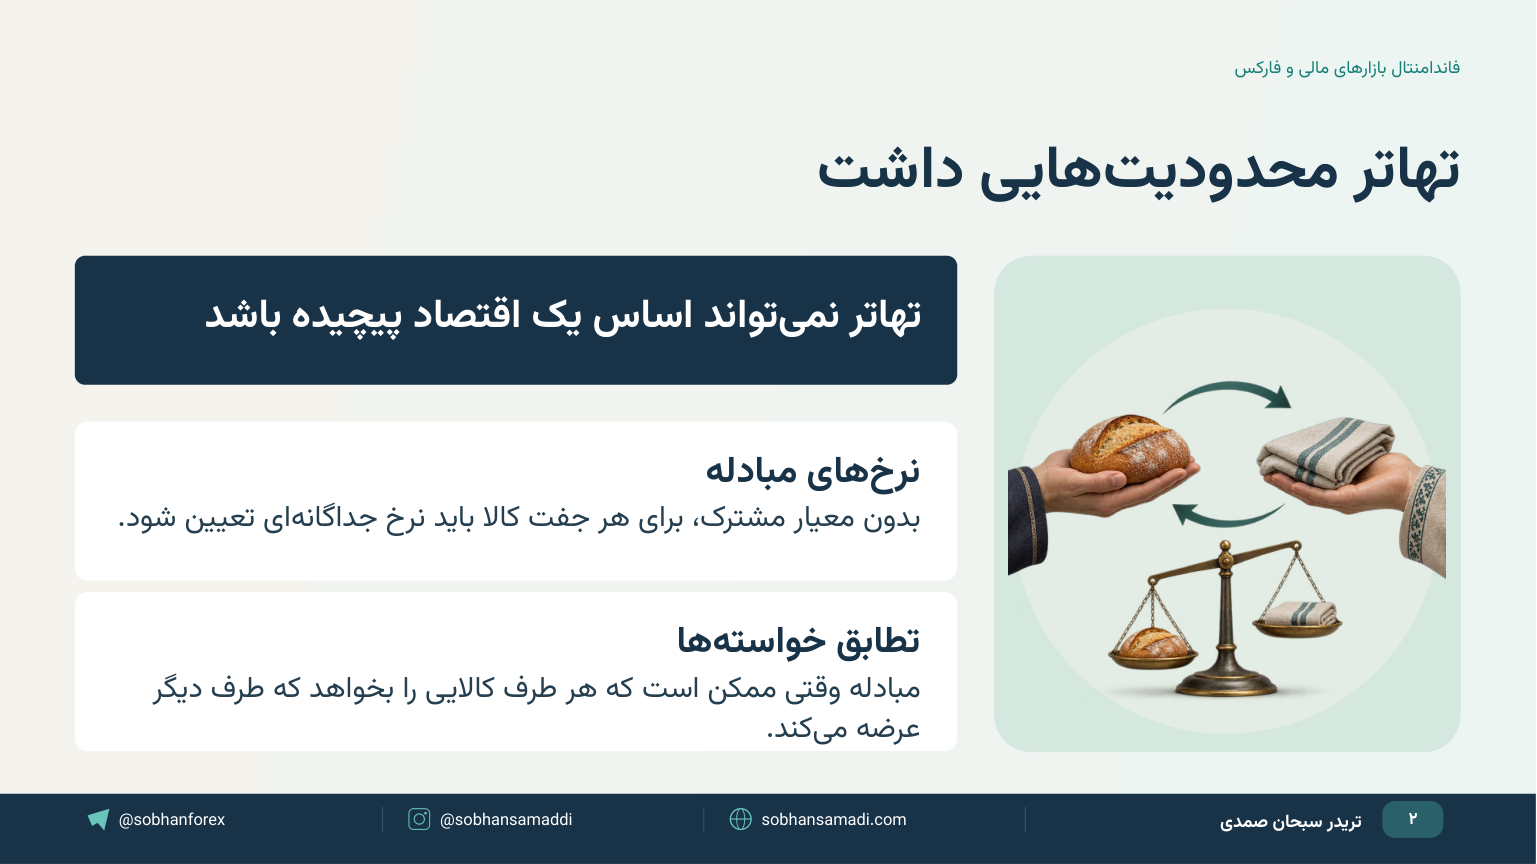 فاندامنتال بازارهای مالی و فارکس
تهاتر محدودیت‌هایی داشت
تهاتر نمی‌تواند اساس یک اقتصاد پیچیده باشد
نرخ‌های مبادله
بدون معیار مشترک، برای هر جفت کالا باید نرخ جداگانه‌ای تعیین شود.
تطابق خواسته‌ها
مبادله وقتی ممکن است که هر طرف کالایی را بخواهد که طرف دیگر
عرضه می‌کند.
۲
تریدر سبحان صمدی
sobhansamadi.com
@sobhansamaddi
@sobhanforex